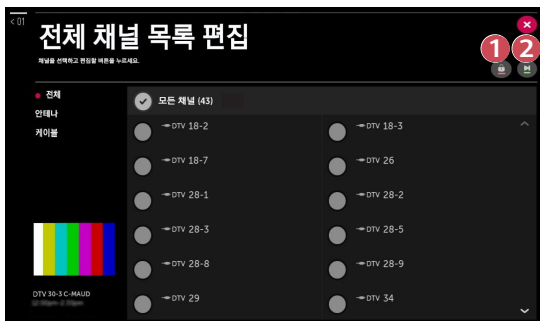 < 01
전체 채널 목록 편집
채널을 선택하고 편집할 버튼을 누르세요.
1 2
전체
안테나
케이블
모든 채널 (43)
DTV 18-2
DTV 18-3
DTV 18-7
DTV 26
DTV 28-1
DTV 28-2
DTV 28-3
DTV 28-5
DTV 28-8
DTV 28-9
DTV 29
DTV 34
DTV 30-3 C-MAUD